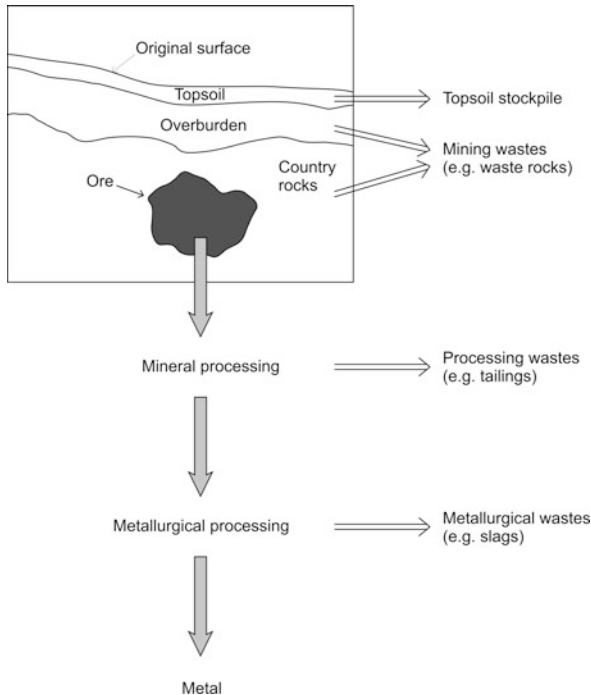 Original surface
Topsoil
Topsoil stockpile
Overburden
Mining wastes
(e.g. waste rocks)
Country
rocks
Ore
Mineral processing
Processing wastes
(e.g. tailings)
Metallurgical processing
Metallurgical wastes
(e.g. slags)
Metal